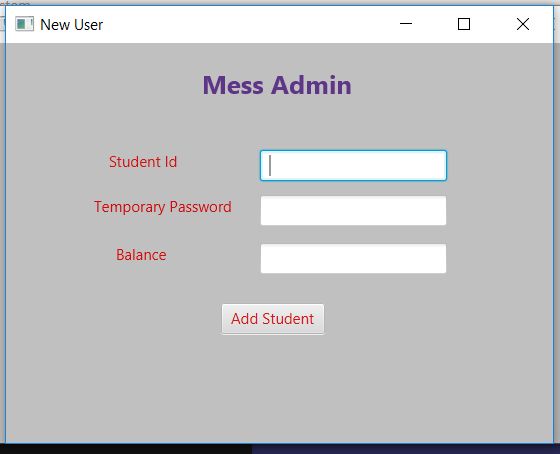 New User
Mess Admin
Student Id
Temporary Password
Balance
Add Student